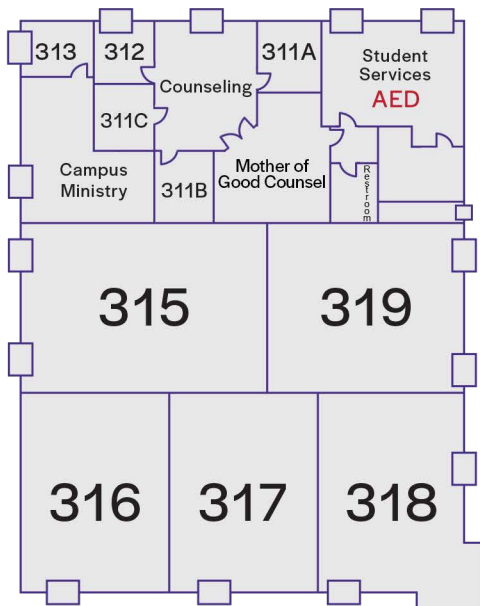 313
312
311A
Student
Services
AED
Counseling
311C
Campus
Ministry
311B
Mother of
Good Counsel
Restroom
315
319
316
317
318